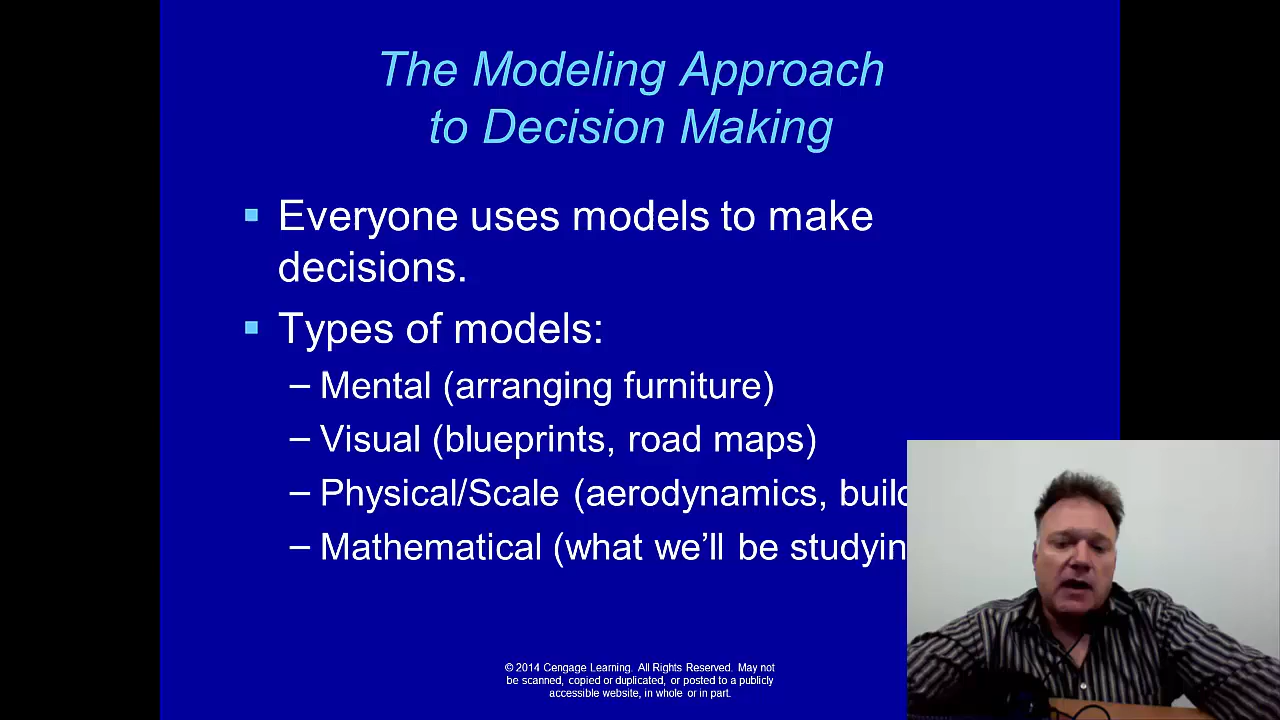 The Modeling Approach
to Decision Making
Everyone uses models to make
decisions.
Types of models:
– Mental (arranging furniture)
– Visual (blueprints, road maps)
– Physical/Scale (aerodynamics,
– Mathematical (what we’ll be
© 2014 Cengage Learning. All Rights Reserved. May not
be scanned, copied or duplicated, or posted to a publicly
accessible website, in whole or in part.